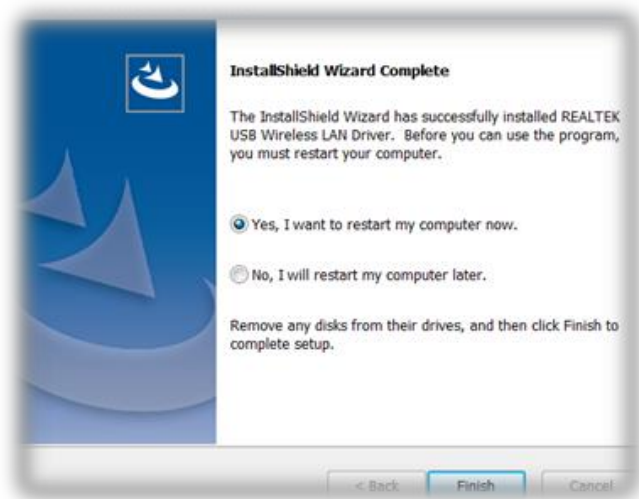 InstallShield Wizard Complete
The InstallShield Wizard has successfully installed REALTEK
USB Wireless LAN Driver. Before you can use the program,
you must restart your computer.
Yes, I want to restart my computer now.
No, I will restart my computer later.
Remove any disks from their drives, and then click Finish to
complete setup.
< Back Finish Cancel